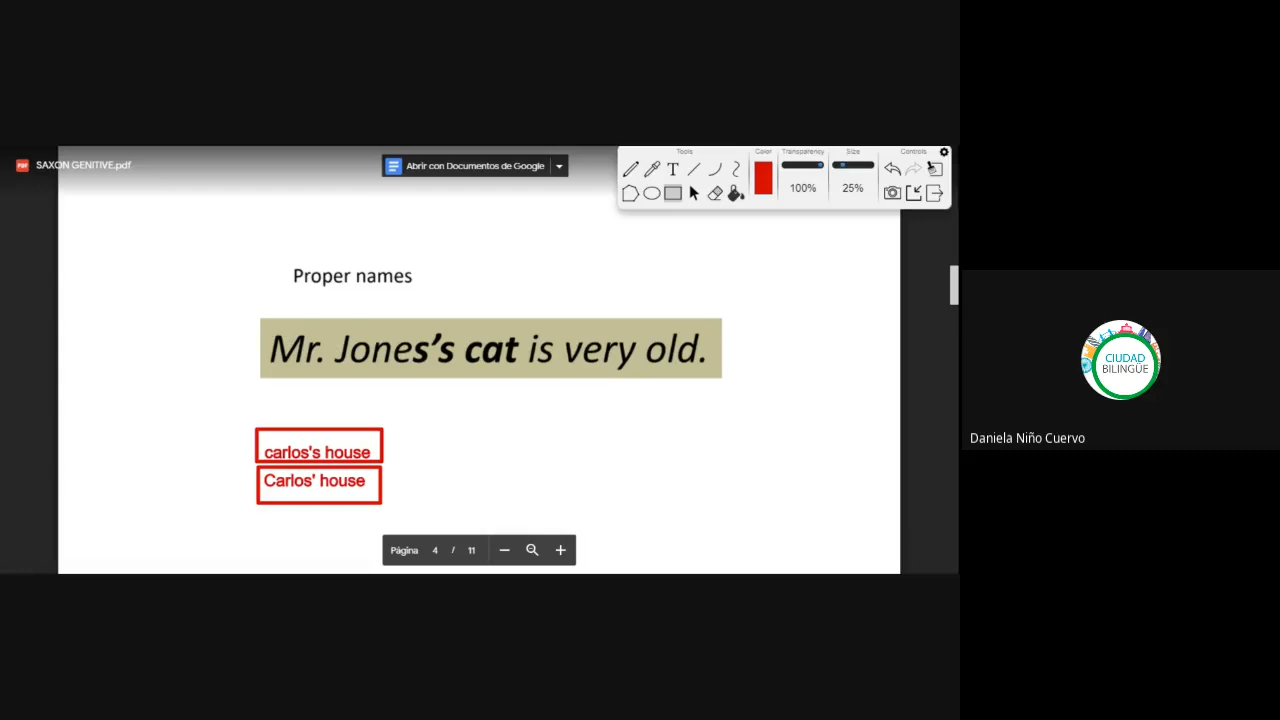 SAXON GENITIVE.pdf
Abrir con Documentos de Google
Tools
Color
Transparency
Size
Controls
100%
25%
Proper names
Mr. Jones's cat is very old.
carlos's house
Carlos' house
Página 4 / 11
CIUDAD
BILINGÜE
Daniela Niño Cuervo